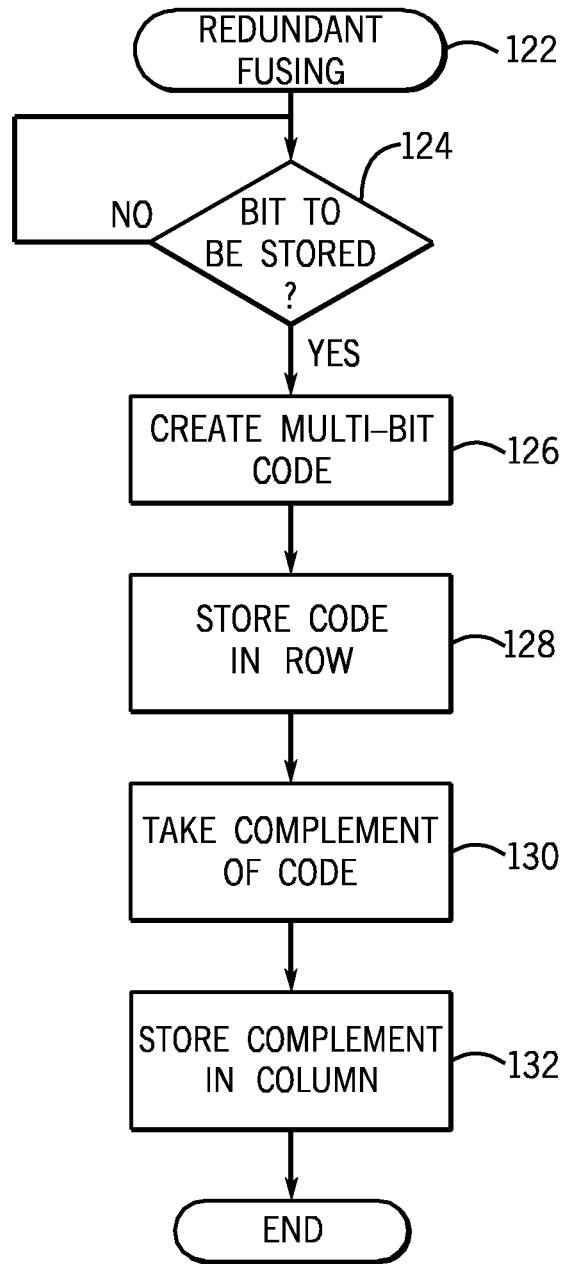 REDUNDANT
FUSING
122
124
BIT TO
BE STORED
?
NO
YES
CREATE MULTI–BIT
CODE
126
STORE CODE
IN ROW
128
TAKE COMPLEMENT
OF CODE
130
STORE COMPLEMENT
IN COLUMN
132
END